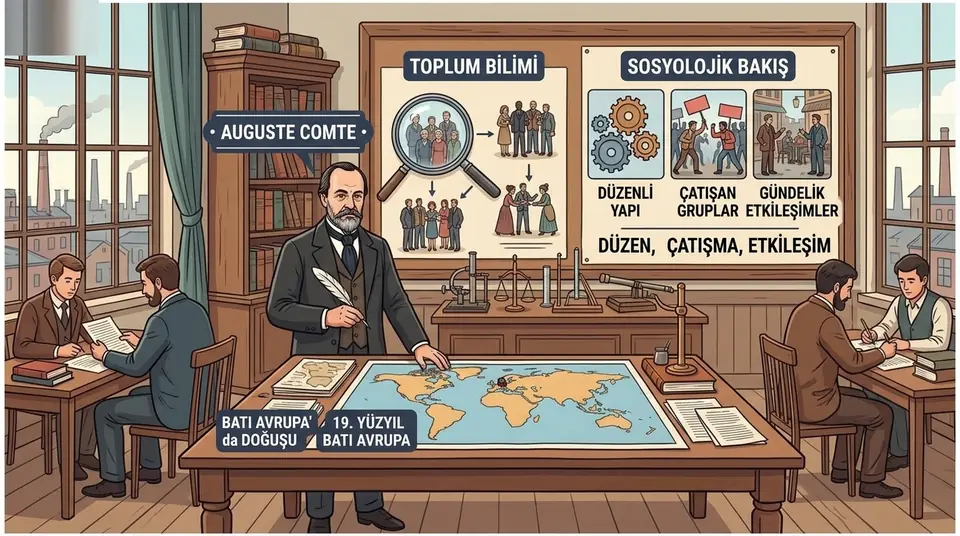 TOPLUM BİLİMİ
SOSYOLOJİK BAKIŞ
AUGUSTE COMTE
DÜZENLİ
YAPI
ÇATIŞAN
GRUPLAR
GÜNDELİK
ETKİLEŞİMLER
DÜZEN, ÇATIŞMA, ETKİLEŞİM
BATI AVRUPA'
da DOĞUŞU
19. YÜZYIL
BATI AVRUPA